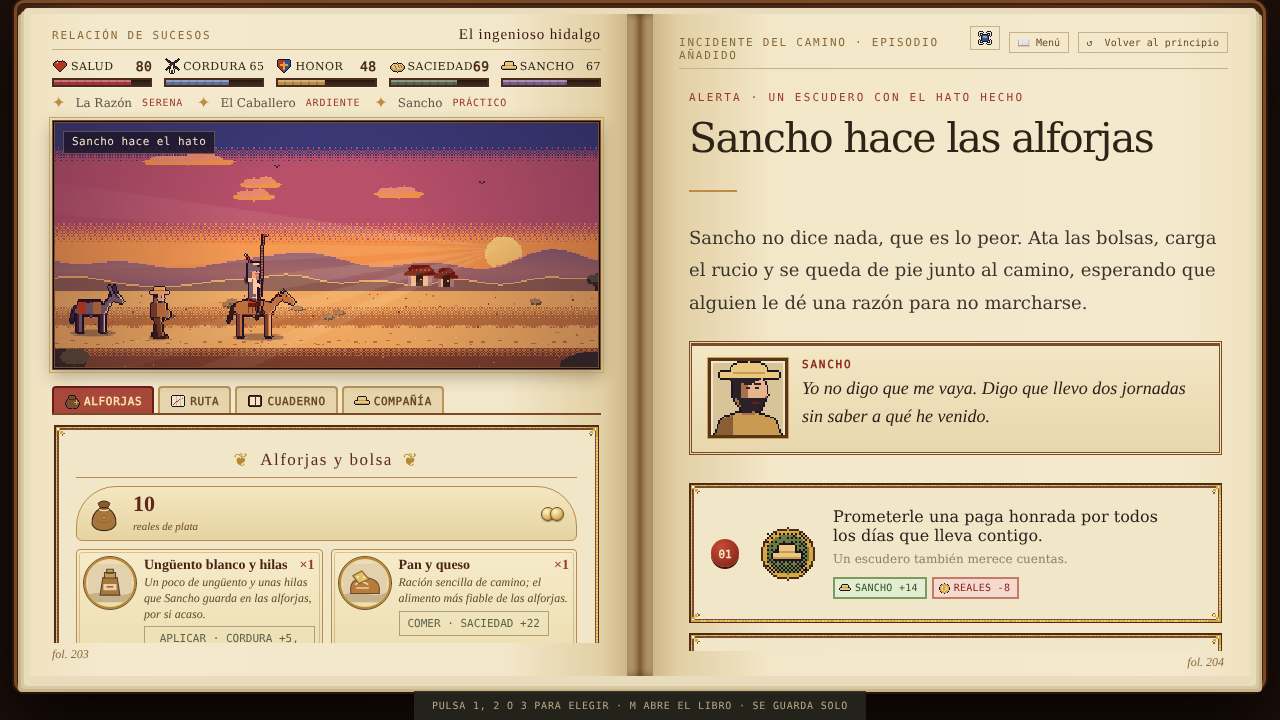 RELACIÓN DE SUCESOS
El ingenioso hidalgo
SALUD 80
CORDURA 65
HONOR 48
SACIEDAD 69
SANCHO 67
La Razón SERENA
El Caballero ARDIENTE
Sancho PRÁCTICO
Sancho hace el hato
ALFORJAS
RUTA
CUADERNO
COMPAÑÍA
Alforjas y bolsa
10
reales de plata
Ungüento blanco y hilas ×1
Un poco de ungüento y unas hilas
que Sancho guarda en las alforjas,
por si acaso.
APLICAR · CORDURA +5,
Pan y queso ×1
Ración sencilla de camino; el
alimento más fiable de las alforjas.
COMER · SACIEDAD +22
fol. 203
INCIDENTE DEL CAMINO · EPISODIO
AÑADIDO
Menú
Volver al principio
ALERTA · UN ESCUDERO CON EL HATO HECHO
Sancho hace las alforjas
Sancho no dice nada, que es lo peor. Ata las bolsas, carga
el rucio y se queda de pie junto al camino, esperando que
alguien le dé una razón para no marcharse.
SANCHO
Yo no digo que me vaya. Digo que llevo dos jornadas
sin saber a qué he venido.
01
Prometerle una paga honrada por todos
los días que lleva contigo.
Un escudero también merece cuentas.
SANCHO +14
REALES -8
fol. 204
PULSA 1, 2 O 3 PARA ELEGIR · M ABRE EL LIBRO · SE GUARDA SOLO